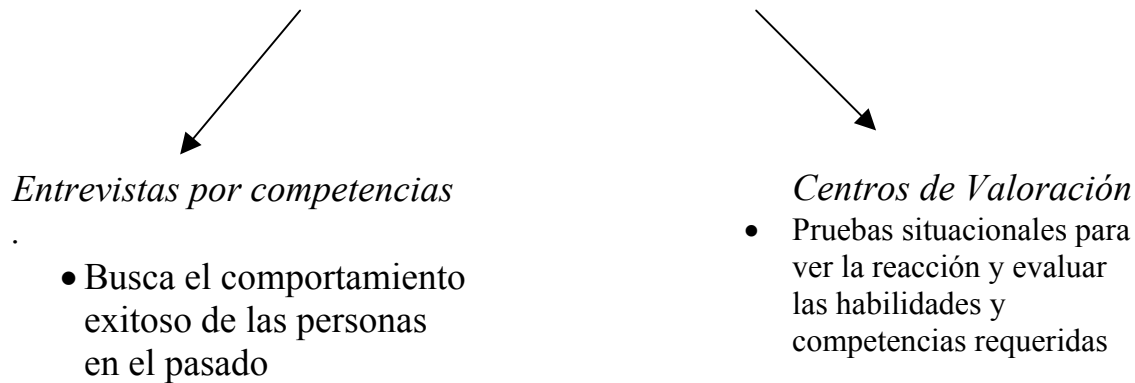 Entrevistas por competencias
.
• Busca el comportamiento
exitoso de las personas
en el pasado
Centros de Valoración
• Pruebas situacionales para
ver la reacción y evaluar
las habilidades y
competencias requeridas